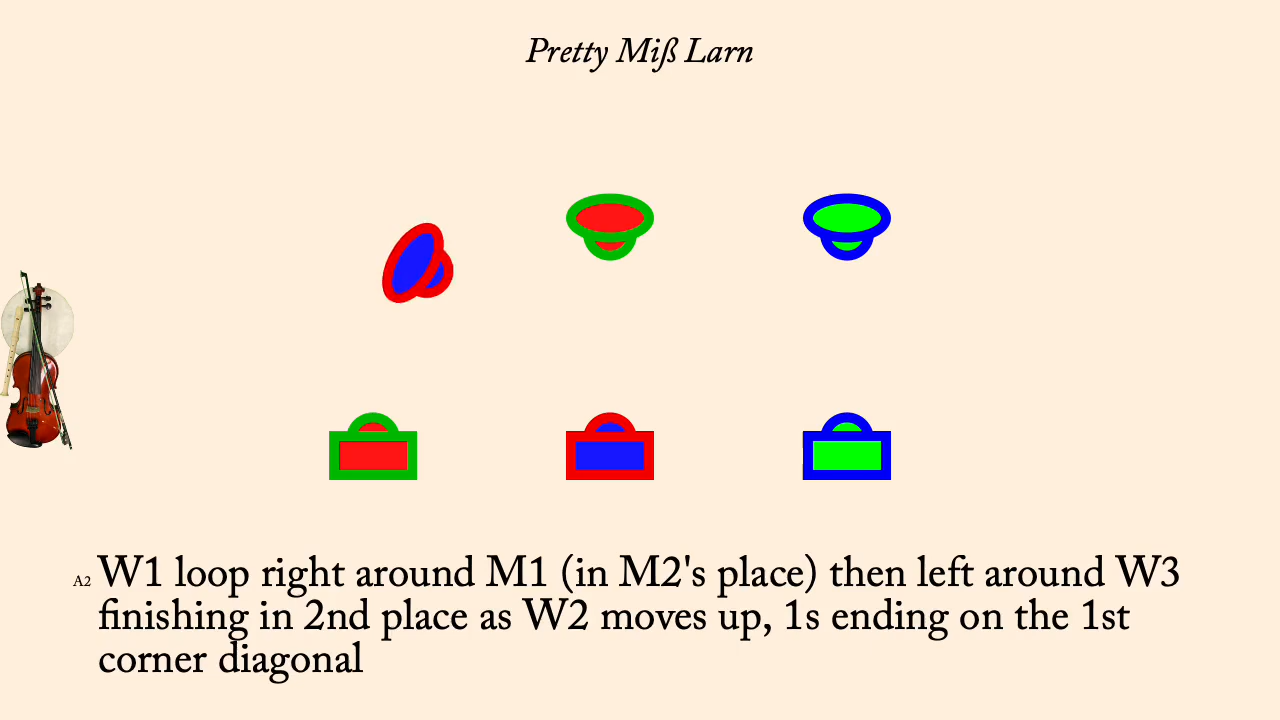 Pretty Miß Larn
A2 W1 loop right around M1 (in M2's place) then left around W3
finishing in 2nd place as W2 moves up, 1s ending on the 1st
corner diagonal